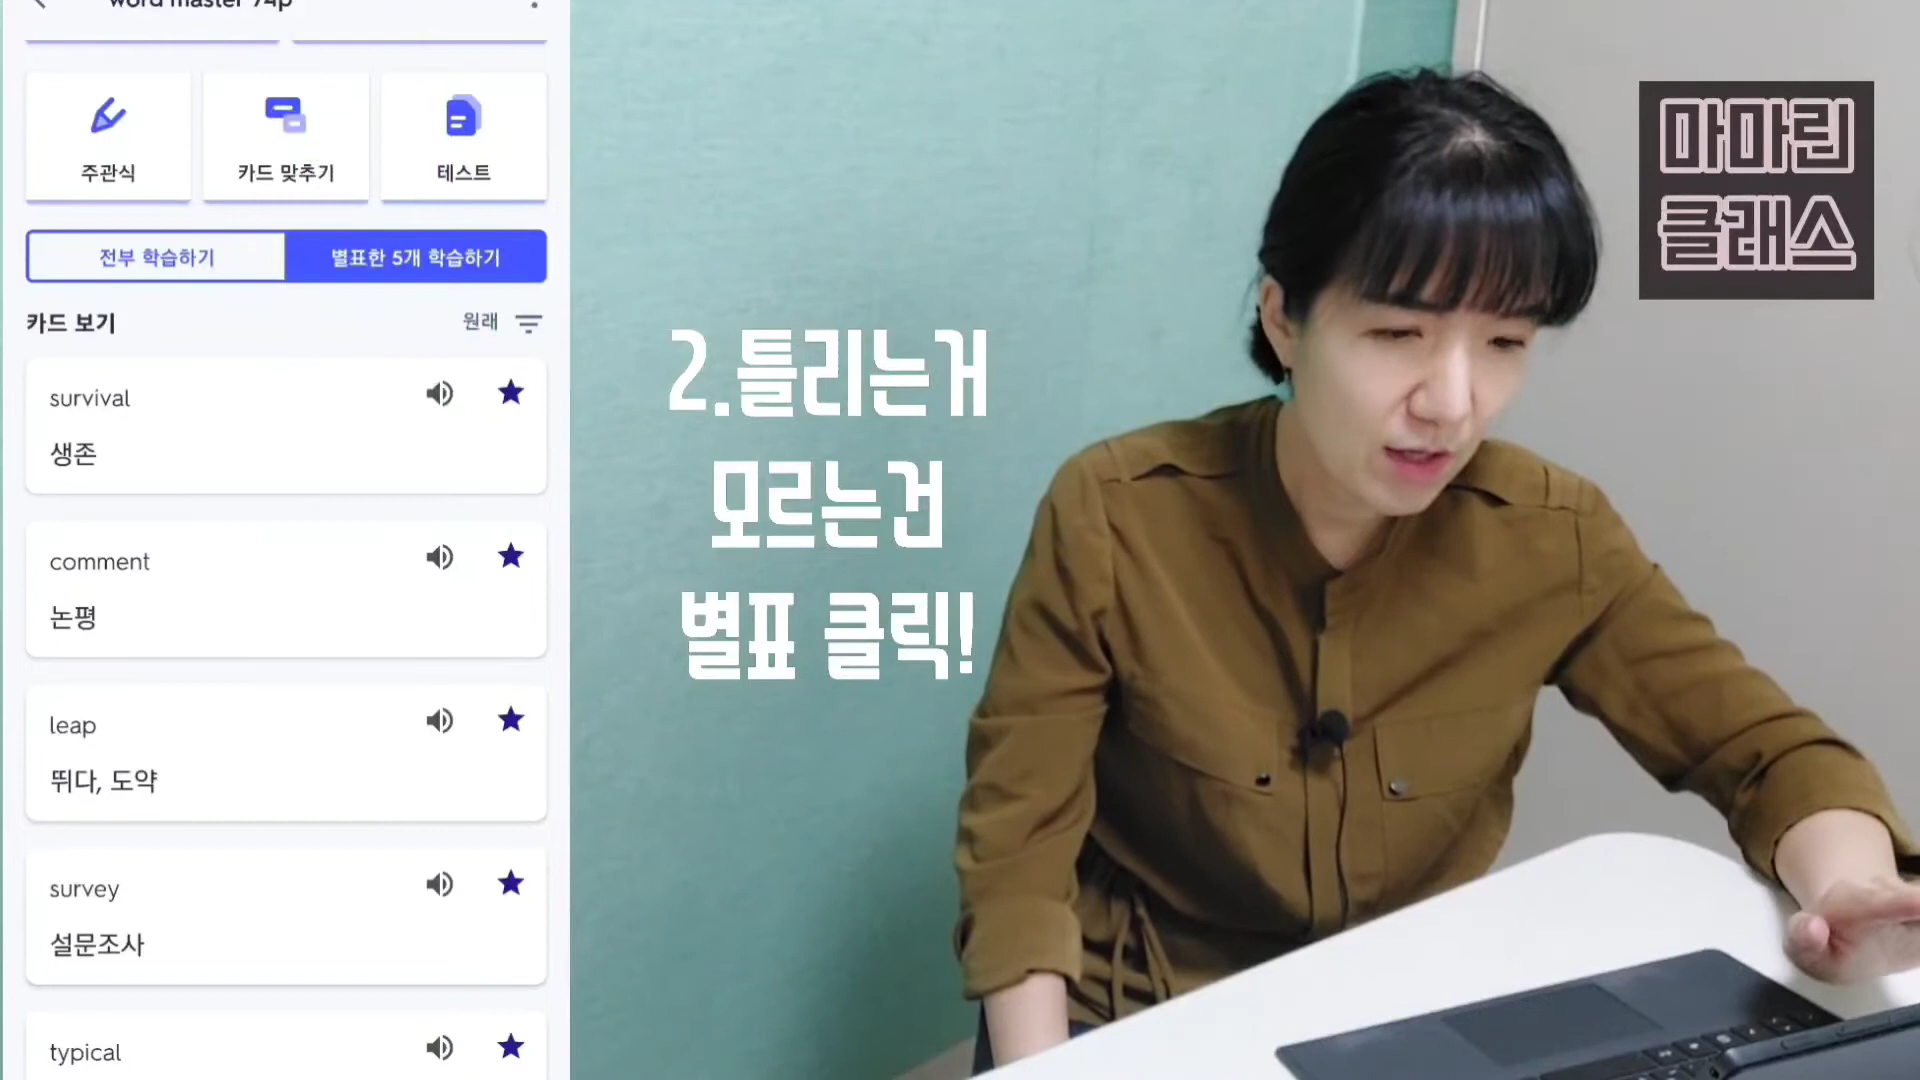 word master 74p
주관식
카드 맞추기
테스트
전부 학습하기
별표한 5개 학습하기
카드 보기
원래
survival
생존
comment
논평
leap
뛰다, 도약
survey
설문조사
typical
2.틀리는거
모르는건
별표 클릭!
마마린
클래스